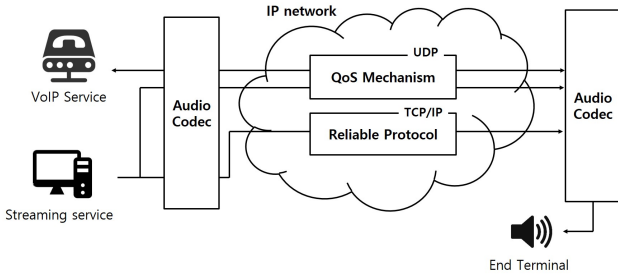 IP network
UDP
QoS Mechanism
VoIP Service
Audio
Codec
Audio
Codec
TCP/IP
Reliable Protocol
Streaming service
End Terminal